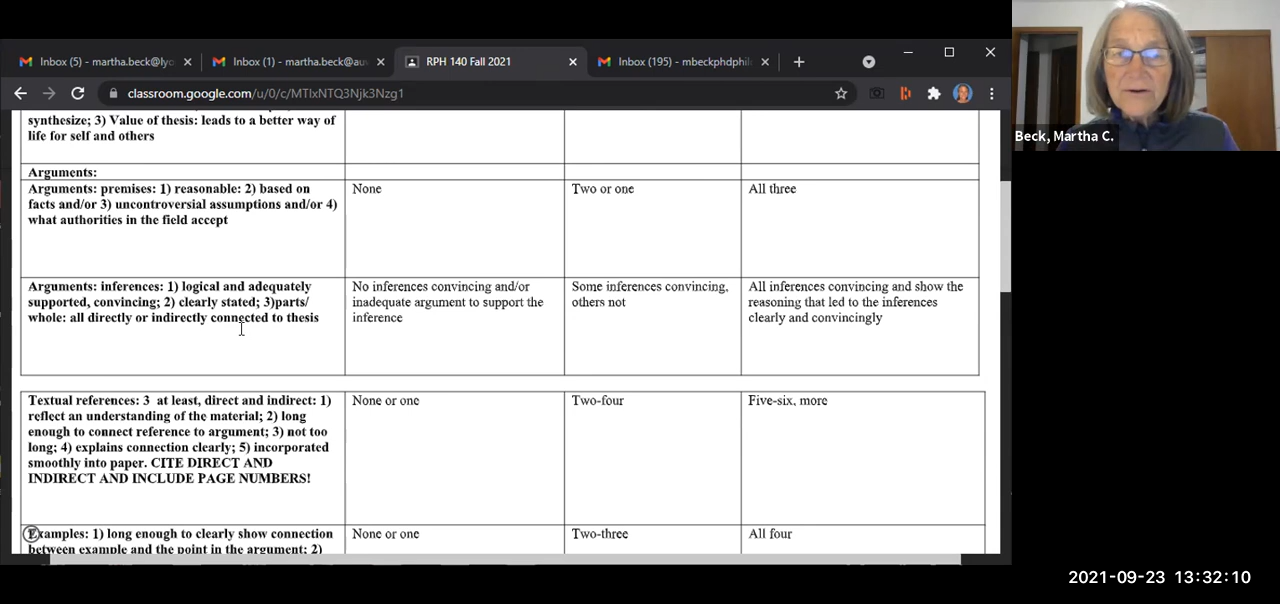 Inbox (5) - martha.beck@lyo
Inbox (1) - martha.beck@au
RPH 140 Fall 2021
Inbox (195) - mbeckphdphil
classroom.google.com/u/0/c/MTIxNTQ3Njk3Nzg1
Beck, Martha C.
synthesize; 3) Value of thesis: leads to a better way of
life for self and others
Arguments:
Arguments: premises: 1) reasonable: 2) based on
facts and/or 3) uncontroversial assumptions and/or 4)
what authorities in the field accept
None
Two or one
All three
Arguments: inferences: 1) logical and adequately
supported, convincing; 2) clearly stated; 3)parts/
whole: all directly or indirectly connected to thesis
No inferences convincing and/or
inadequate argument to support the
inference
Some inferences convincing,
others not
All inferences convincing and show the
reasoning that led to the inferences
clearly and convincingly
Textual references: 3 at least, direct and indirect: 1)
reflect an understanding of the material; 2) long
enough to connect reference to argument; 3) not too
long; 4) explains connection clearly; 5) incorporated
smoothly into paper. CITE DIRECT AND
INDIRECT AND INCLUDE PAGE NUMBERS!
None or one
Two-four
Five-six, more
Examples: 1) long enough to clearly show connection
between example and the point in the argument; 2)
None or one
Two-three
All four
2021-09-23 13:32:10